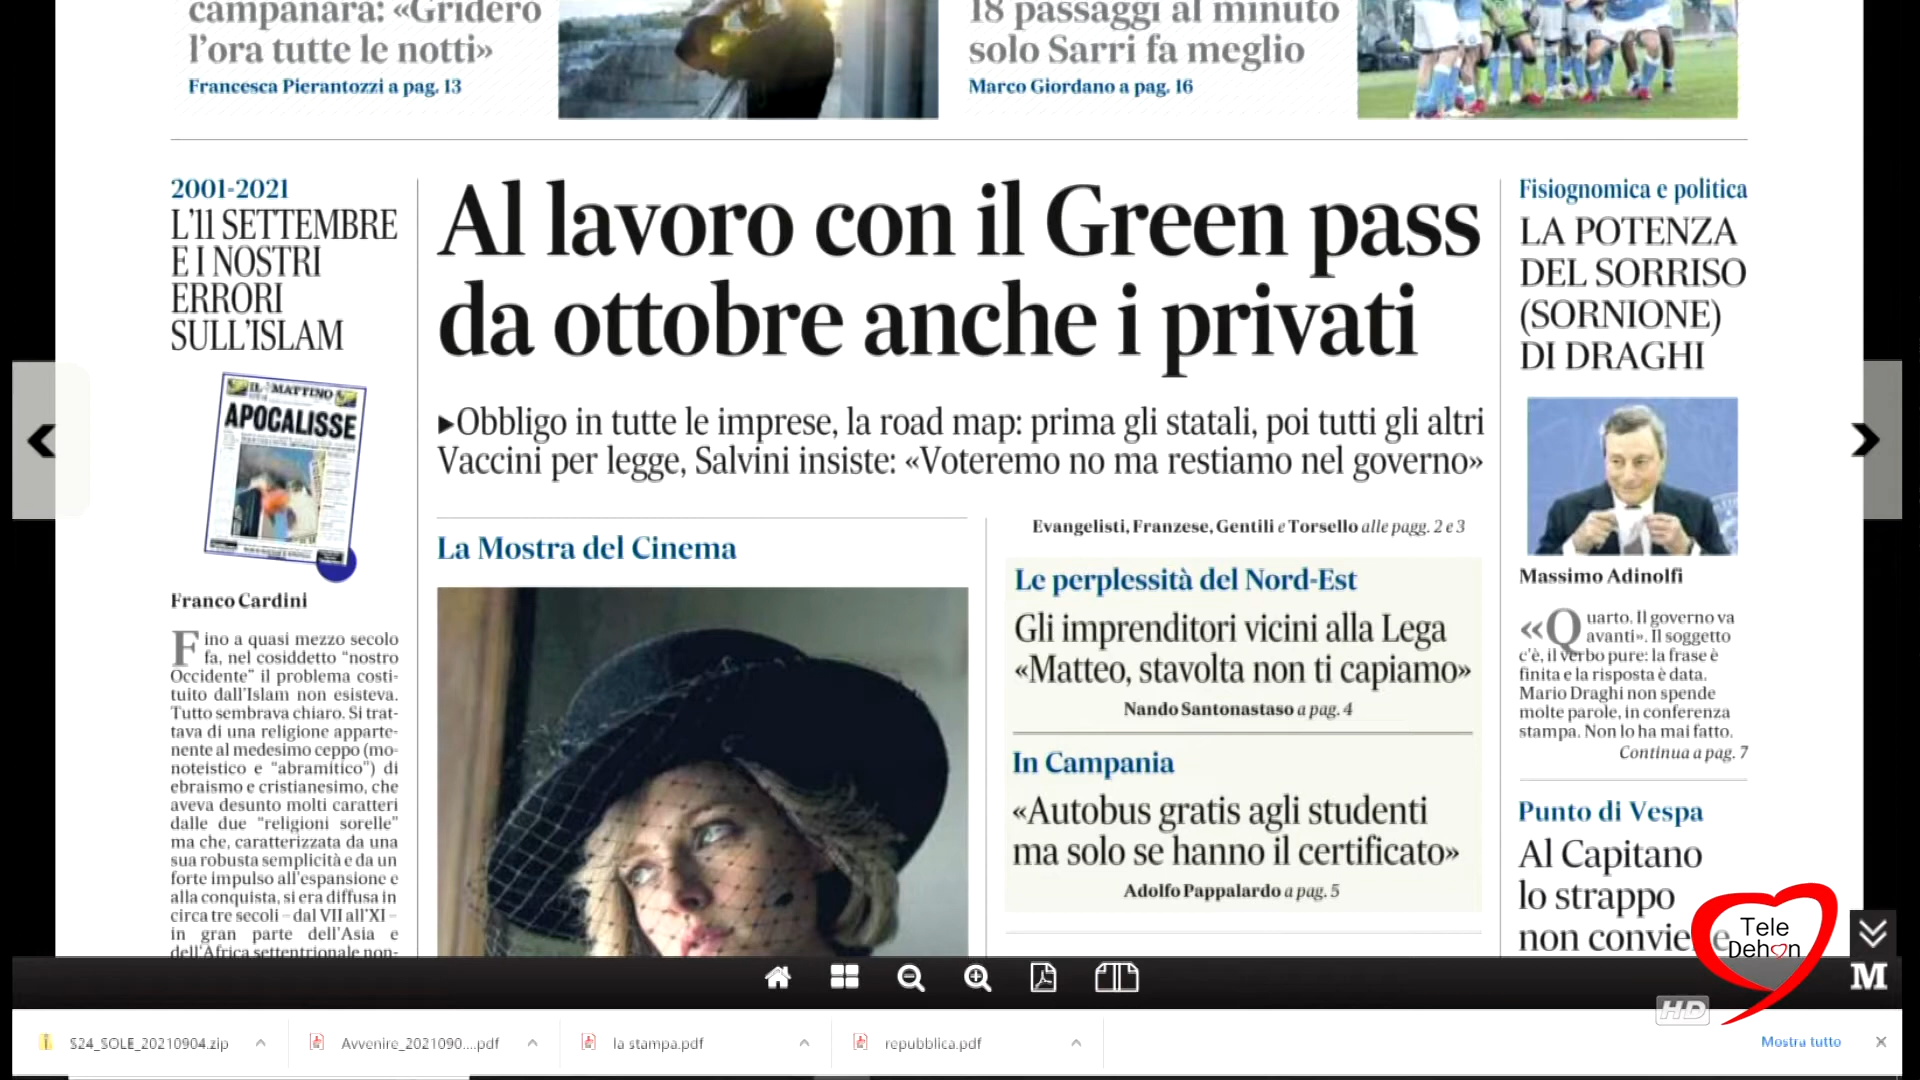 campanara: «Griderò
l'ora tutte le notti»
Francesca Pierantozzi a pag. 13
18 passaggi al minuto
solo Sarri fa meglio
Marco Giordano a pag. 16
2001-2021
L'11 SETTEMBRE
E I NOSTRI
ERRORI
SULL'ISLAM
IL MATTINO
APOCALISSE
Franco Cardini
Fino a quasi mezzo secolo
fa, nel cosiddetto "nostro
Occidente" il problema costi-
tuito dall'Islam non esisteva.
Tutto sembrava chiaro. Si trat-
tava di una religione apparte-
nente al medesimo ceppo (mo-
noteistico e "abramitico") di
ebraismo e cristianesimo, che
aveva desunto molti caratteri
dalle due "religioni sorelle"
ma che, caratterizzata da una
sua robusta semplicità e da un
forte impulso all'espansione e
alla conquista, si era diffusa in
circa tre secoli – dal VII all'XI –
in gran parte dell'Asia e
dell'Africa settentrionale non-
Al lavoro con il Green pass
da ottobre anche i privati
▸Obbligo in tutte le imprese, la road map: prima gli statali, poi tutti gli altri
Vaccini per legge, Salvini insiste: «Voteremo no ma restiamo nel governo»
Evangelisti, Franzese, Gentili e Torsello alle pagg. 2 e 3
La Mostra del Cinema
Le perplessità del Nord-Est
Gli imprenditori vicini alla Lega
«Matteo, stavolta non ti capiamo»
Nando Santonastaso a pag. 4
In Campania
«Autobus gratis agli studenti
ma solo se hanno il certificato»
Adolfo Pappalardo a pag. 5
Fisiognomica e politica
LA POTENZA
DEL SORRISO
(SORNIONE)
DI DRAGHI
Massimo Adinolfi
«Quarto. Il governo va
avanti». Il soggetto
c'è, il verbo pure: la frase è
finita e la risposta è data.
Mario Draghi non spende
molte parole, in conferenza
stampa. Non lo ha mai fatto.
Continua a pag. 7
Punto di Vespa
Al Capitano
lo strappo
non conviene
Tele
Dehon
HD
M
S24_SOLE_20210904.zip
Avvenire_2021090....pdf
la stampa.pdf
repubblica.pdf
Mostra tutto